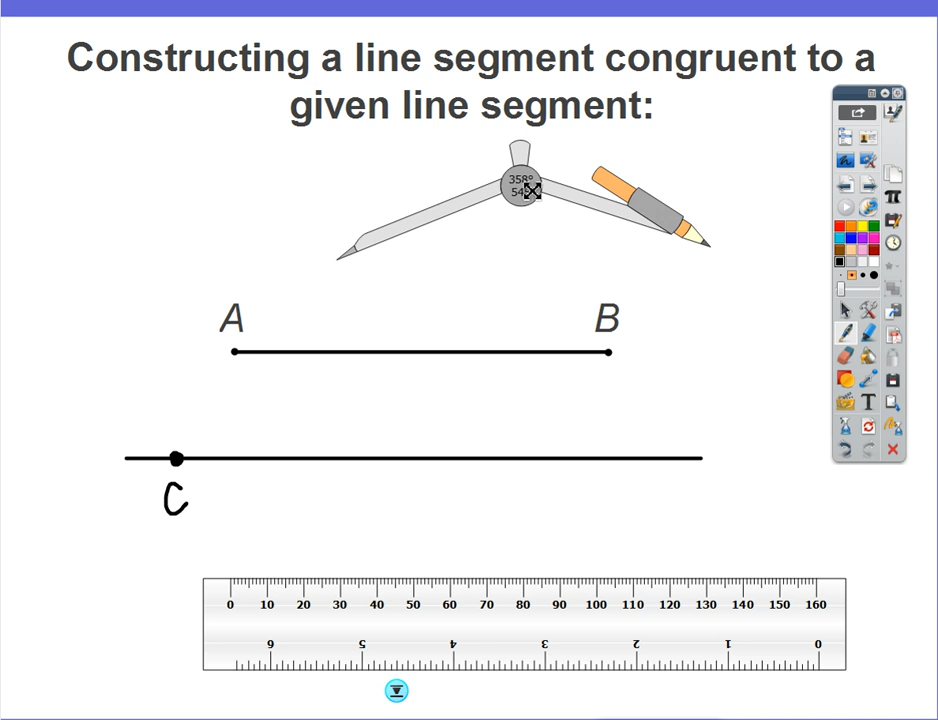 Constructing a line segment congruent to a
given line segment:
358°
A
B
C
0 10 20 30 40 50 60 70 80 90 100 110 120 130 140 150 160
6 5 4 3 2 1 0
T